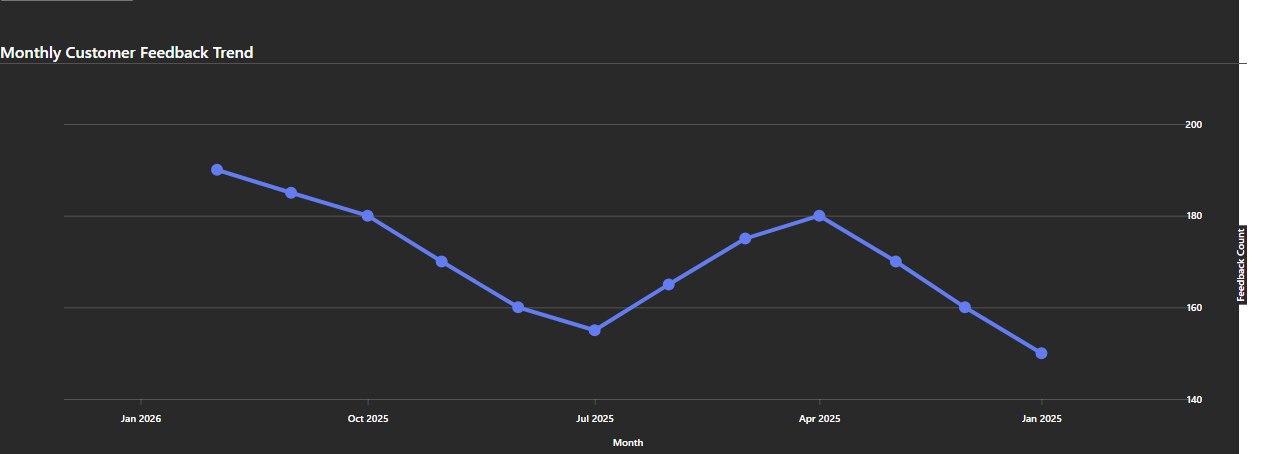 Monthly Customer Feedback Trend
200
180
160
140
Feedback Count
Jan 2026 Oct 2025 Jul 2025 Apr 2025 Jan 2025
Month